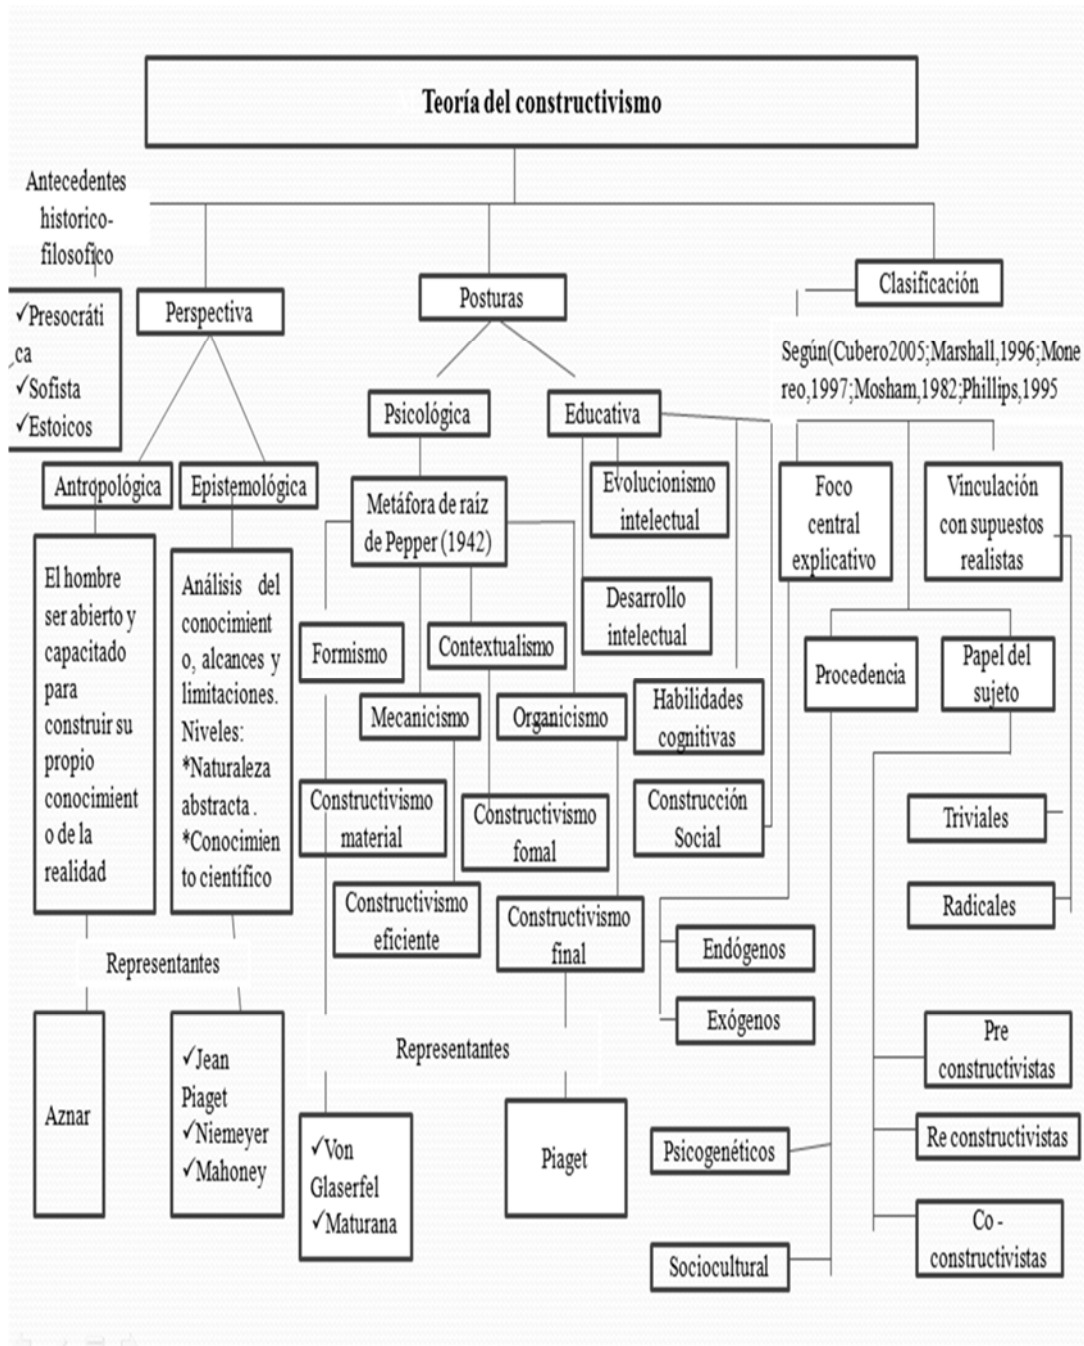 Teoría del constructivismo
Antecedentes
historico-
filosofico
✓Presocráti
ca
✓Sofista
✓Estoicos
Perspectiva
Antropológica
Epistemológica
El hombre
ser abierto y
capacitado
para
construir su
propio
conocimient
o de la
realidad
Análisis del
conocimient
o, alcances y
limitaciones.
Niveles:
*Naturaleza
abstracta .
*Conocimien
to científico
Representantes
Aznar
✓Jean
Piaget
✓Niemeyer
✓Mahoney
Posturas
Psicológica
Metáfora de raíz
de Pepper (1942)
Formismo
Contextualismo
Mecanicismo
Organicismo
Constructivismo
material
Constructivismo
fomal
Constructivismo
eficiente
Constructivismo
final
Representantes
✓Von
Glaserfel
✓Maturana
Piaget
Educativa
Evolucionismo
intelectual
Desarrollo
intelectual
Habilidades
cognitivas
Construcción
Social
Clasificación
Según(Cubero2005;Marshall,1996;Mone
reo,1997;Mosham,1982;Phillips,1995
Foco
central
explicativo
Vinculación
con supuestos
realistas
Procedencia
Papel del
sujeto
Triviales
Radicales
Endógenos
Exógenos
Pre
constructivistas
Re constructivistas
Co -
constructivistas
Psicogenéticos
Sociocultural